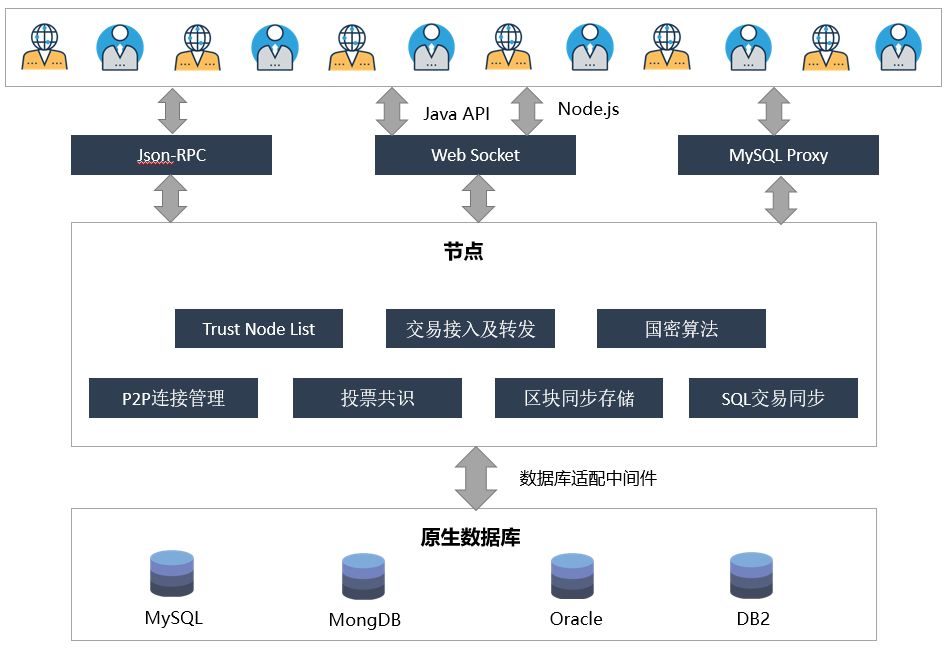 Java API
Node.js
Json-RPC
Web Socket
MySQL Proxy
节点
Trust Node List
交易接入及转发
国密算法
P2P连接管理
投票共识
区块同步存储
SQL交易同步
数据库适配中间件
原生数据库
MySQL
MongDB
Oracle
DB2